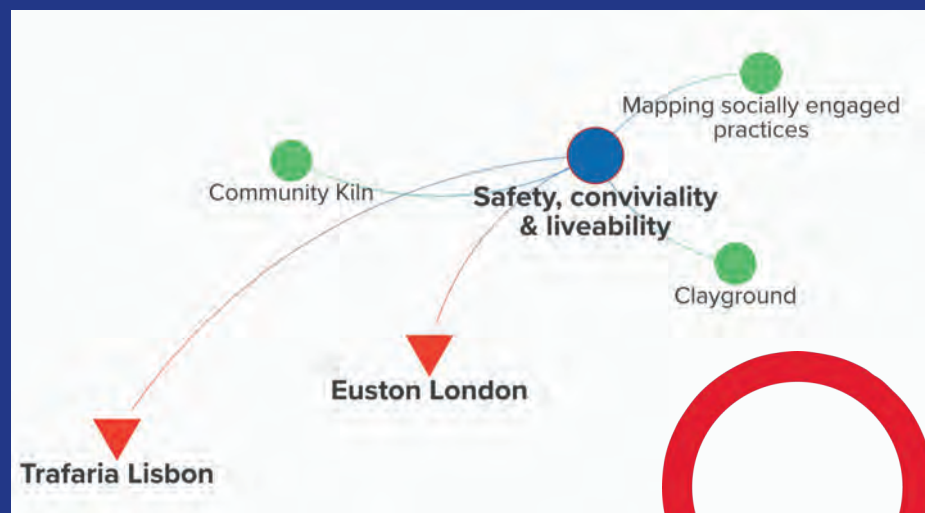 Mapping socially engaged
practices
Community Kiln
Safety, conviviality
& liveability
Clayground
Euston London
Trafaria Lisbon